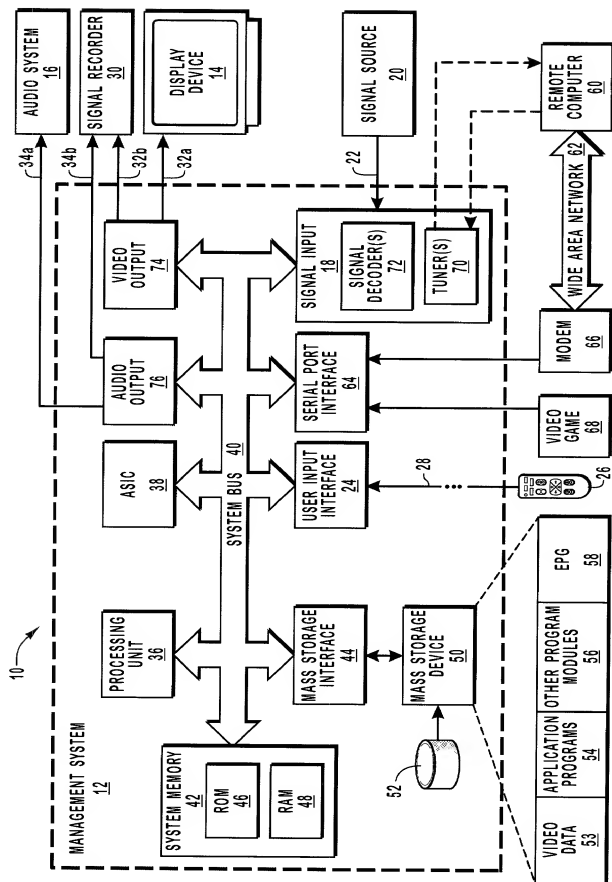 10
MANAGEMENT SYSTEM
12
SYSTEM MEMORY
42
ROM
46
RAM
48
PROCESSING
UNIT
36
ASIC
38
AUDIO
OUTPUT
76
VIDEO
OUTPUT
74
34a
34b
32b
32a
AUDIO SYSTEM
16
SIGNAL RECORDER
30
DISPLAY
DEVICE
14
SYSTEM BUS
40
MASS STORAGE
INTERFACE
44
USER INPUT
INTERFACE
24
SERIAL PORT
INTERFACE
64
SIGNAL INPUT
18
SIGNAL
DECODER(S)
72
TUNER(S)
70
22
SIGNAL SOURCE
20
52
MASS STORAGE
DEVICE
50
28
26
VIDEO
GAME
68
MODEM
66
WIDE AREA NETWORK 62
REMOTE
COMPUTER
60
VIDEO
DATA
53
APPLICATION
PROGRAMS
54
OTHER PROGRAM
MODULES
56
EPG
58